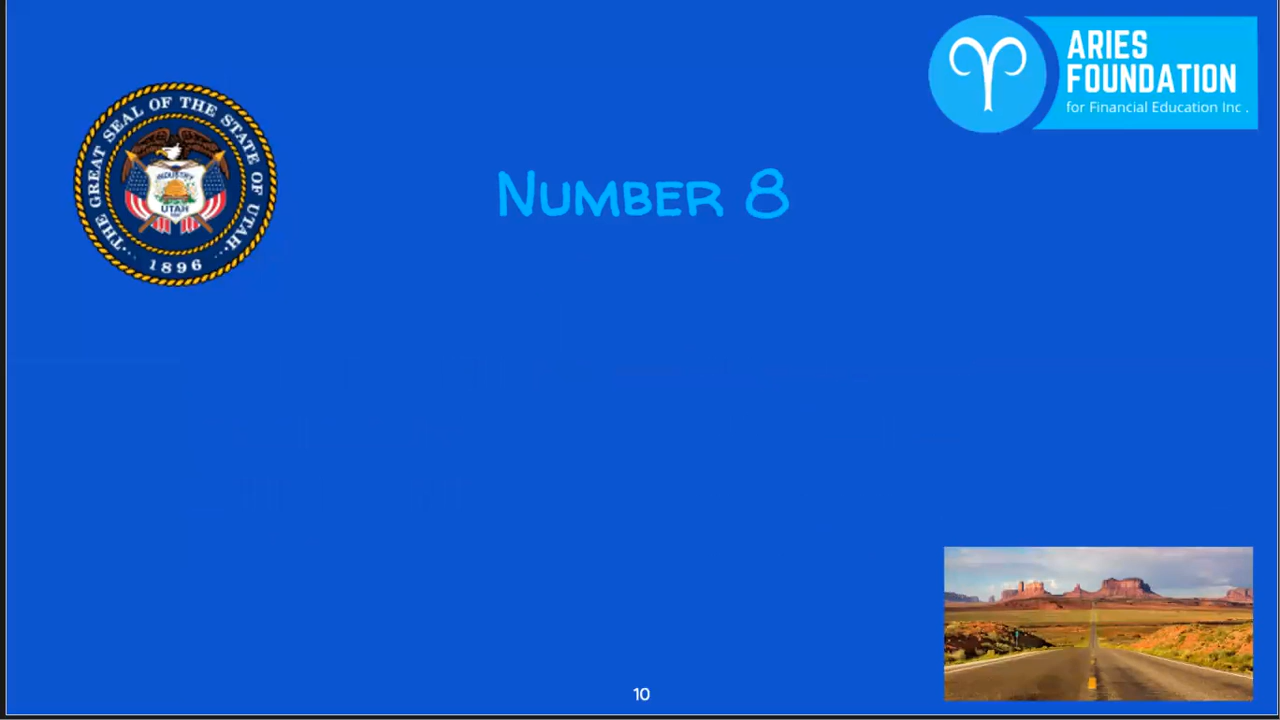 ARIES
FOUNDATION
for Financial Education Inc .
THE GREAT SEAL OF THE STATE OF UTAH
INDUSTRY
UTAH
1896
NUMBER 8
10